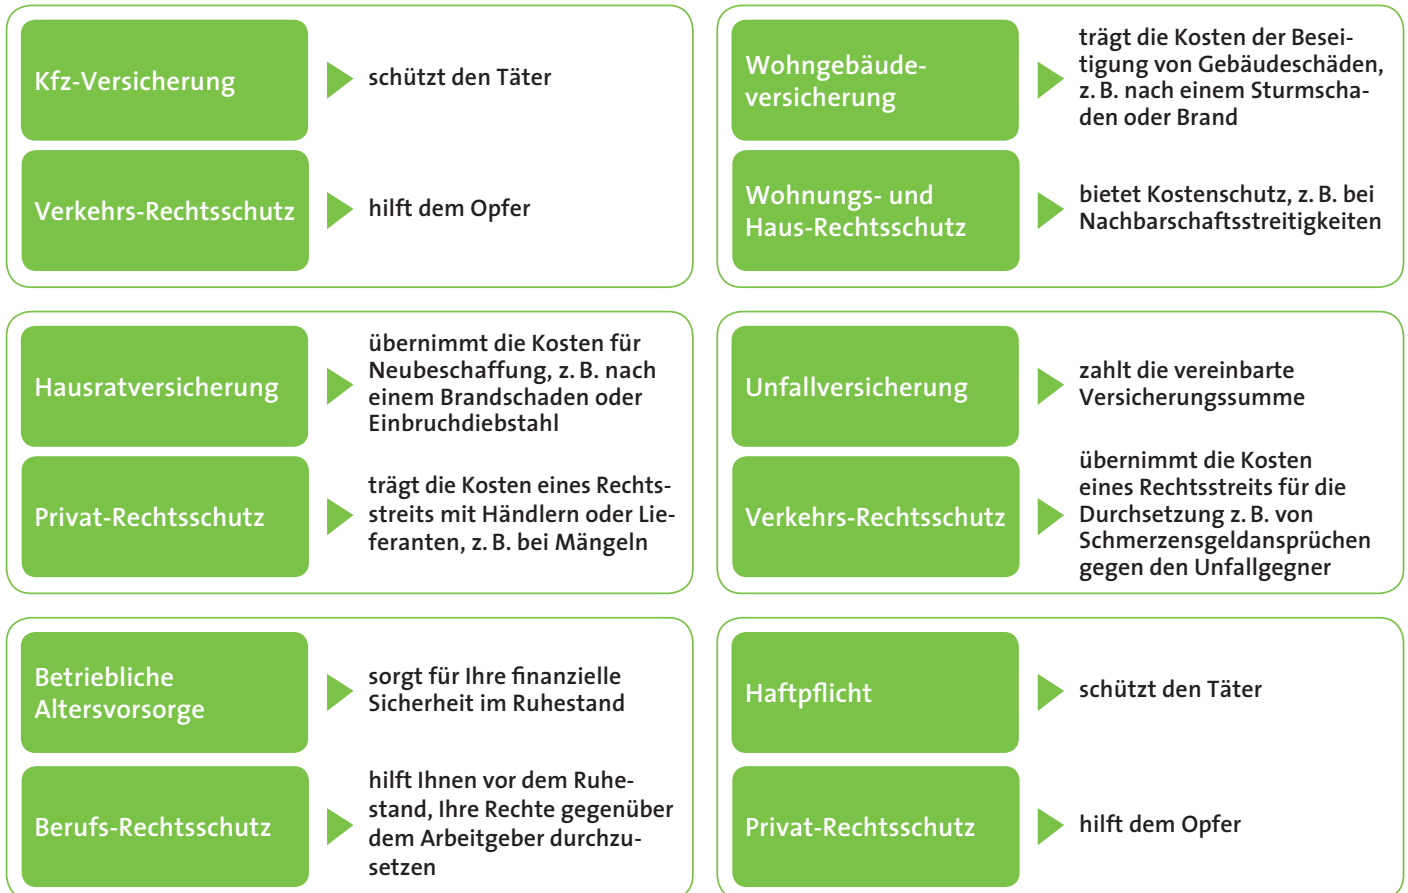 Kfz-Versicherung
schützt den Täter
Verkehrs-Rechtsschutz
hilft dem Opfer
Wohngebäude-
versicherung
trägt die Kosten der Besei-
tigung von Gebäudeschäden,
z. B. nach einem Sturmscha-
den oder Brand
Wohnungs- und
Haus-Rechtsschutz
bietet Kostenschutz, z. B. bei
Nachbarschaftsstreitigkeiten
Hausratversicherung
übernimmt die Kosten für
Neubeschaffung, z. B. nach
einem Brandschaden oder
Einbruchdiebstahl
Privat-Rechtsschutz
trägt die Kosten eines Rechts-
streits mit Händlern oder Lie-
feranten, z. B. bei Mängeln
Unfallversicherung
zahlt die vereinbarte
Versicherungssumme
Verkehrs-Rechtsschutz
übernimmt die Kosten
eines Rechtsstreits für die
Durchsetzung z. B. von
Schmerzensgeldansprüchen
gegen den Unfallgegner
Betriebliche
Altersvorsorge
sorgt für Ihre finanzielle
Sicherheit im Ruhestand
Berufs-Rechtsschutz
hilft Ihnen vor dem Ruhe-
stand, Ihre Rechte gegenüber
dem Arbeitgeber durchzu-
setzen
Haftpflicht
schützt den Täter
Privat-Rechtsschutz
hilft dem Opfer